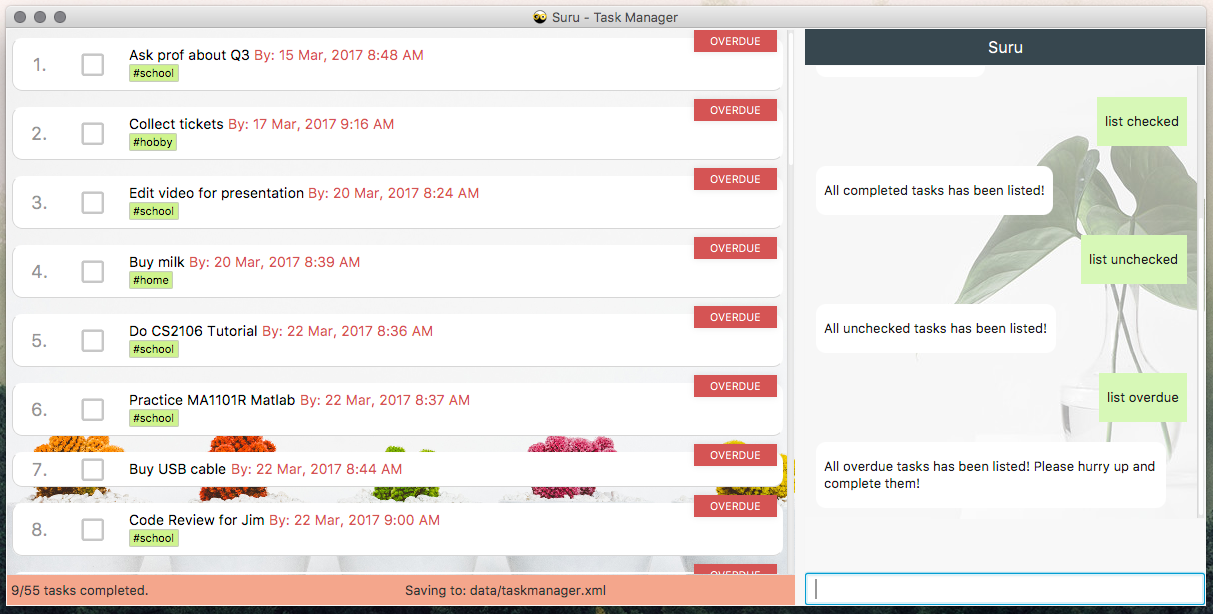 Suru - Task Manager
OVERDUE
1. Ask prof about Q3 By: 15 Mar, 2017 8:48 AM
#school
OVERDUE
2. Collect tickets By: 17 Mar, 2017 9:16 AM
#hobby
OVERDUE
3. Edit video for presentation By: 20 Mar, 2017 8:24 AM
#school
OVERDUE
4. Buy milk By: 20 Mar, 2017 8:39 AM
#home
OVERDUE
5. Do CS2106 Tutorial By: 22 Mar, 2017 8:36 AM
#school
OVERDUE
6. Practice MA1101R Matlab By: 22 Mar, 2017 8:37 AM
#school
OVERDUE
7. Buy USB cable By: 22 Mar, 2017 8:44 AM
OVERDUE
8. Code Review for Jim By: 22 Mar, 2017 9:00 AM
#school
OVERDUE
9/55 tasks completed.
Saving to: data/taskmanager.xml
Suru
list checked
All completed tasks has been listed!
list unchecked
All unchecked tasks has been listed!
list overdue
All overdue tasks has been listed! Please hurry up and
complete them!